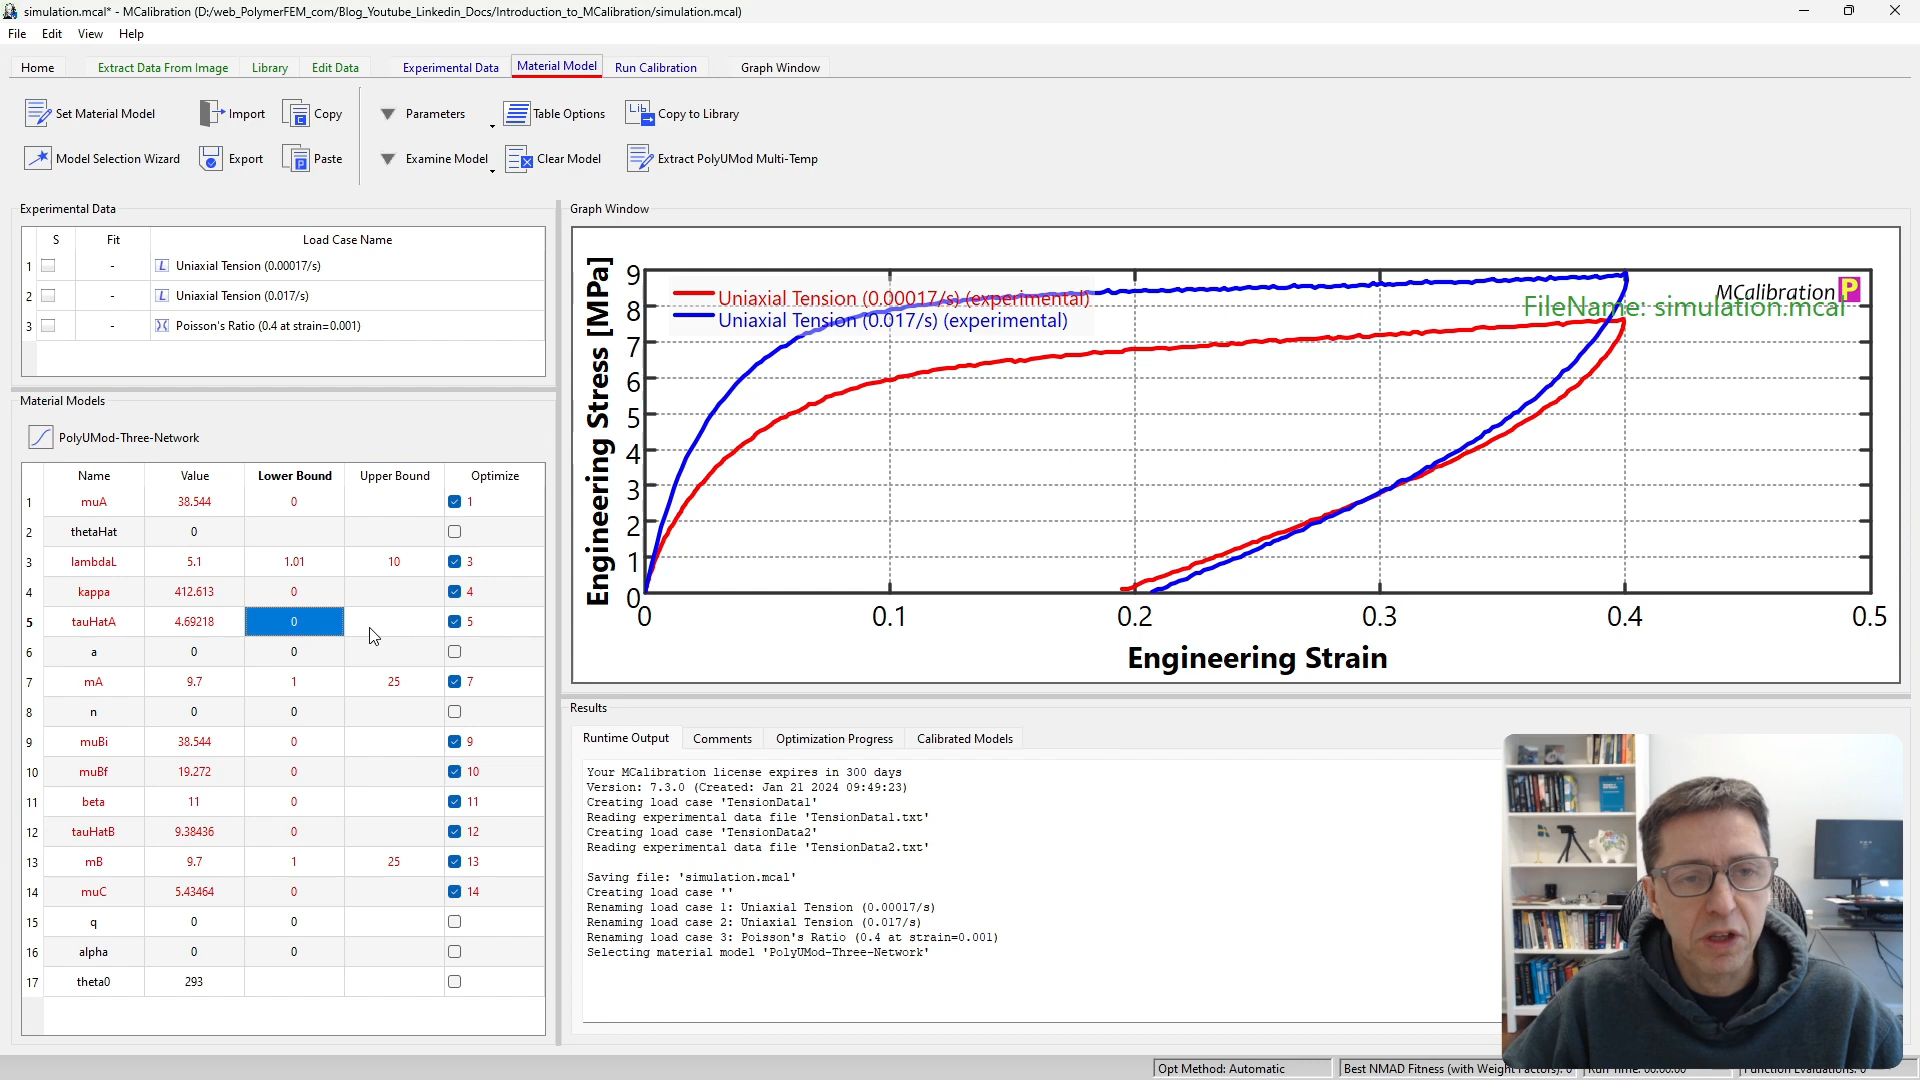 simulation.mcal* - MCalibration (D:/web_PolymerFEM_com/Blog_Youtube_Linkedin_Docs/Introduction_to_MCalibration/simulation.mcal)
File Edit View Help
Home Extract Data From Image Library Edit Data Experimental Data Material Model Run Calibration Graph Window
Set Material Model Import Copy Parameters Table Options Copy to Library
Model Selection Wizard Export Paste Examine Model Clear Model Extract PolyUMod Multi-Temp
Experimental Data
S Fit Load Case Name
1 - L Uniaxial Tension (0.00017/s)
2 - L Uniaxial Tension (0.017/s)
3 - Poisson's Ratio (0.4 at strain=0.001)
Material Models
PolyUMod-Three-Network
Name Value Lower Bound Upper Bound Optimize
1 muA 38.544 0 1
2 thetaHat 0
3 lambdaL 5.1 1.01 10 3
4 kappa 412.613 0 4
5 tauHatA 4.69218 0 5
6 a 0 0
7 mA 9.7 1 25 7
8 n 0 0
9 muBi 38.544 0 9
10 muBf 19.272 0 10
11 beta 11 0 11
12 tauHatB 9.38436 0 12
13 mB 9.7 1 25 13
14 muC 5.43464 0 14
15 q 0 0
16 alpha 0 0
17 theta0 293
Graph Window
Engineering Stress [MPa]
9
8
7
6
5
4
3
2
1
0
Uniaxial Tension (0.00017/s) (experimental)
Uniaxial Tension (0.017/s) (experimental)
MCalibration P
FileName: simulation.mcal
0 0.1 0.2 0.3 0.4 0.5
Engineering Strain
Results
Runtime Output Comments Optimization Progress Calibrated Models
Your MCalibration license expires in 300 days
Version: 7.3.0 (Created: Jan 21 2024 09:49:23)
Creating load case 'TensionData1'
Reading experimental data file 'TensionData1.txt'
Creating load case 'TensionData2'
Reading experimental data file 'TensionData2.txt'
Saving file: 'simulation.mcal'
Creating load case ''
Renaming load case 1: Uniaxial Tension (0.00017/s)
Renaming load case 2: Uniaxial Tension (0.017/s)
Renaming load case 3: Poisson's Ratio (0.4 at strain=0.001)
Selecting material model 'PolyUMod-Three-Network'
Opt Method: Automatic Best NMAD Fitness (with Weight Factors): 0 Run Time: 00:00:00 Function Evaluations: 0